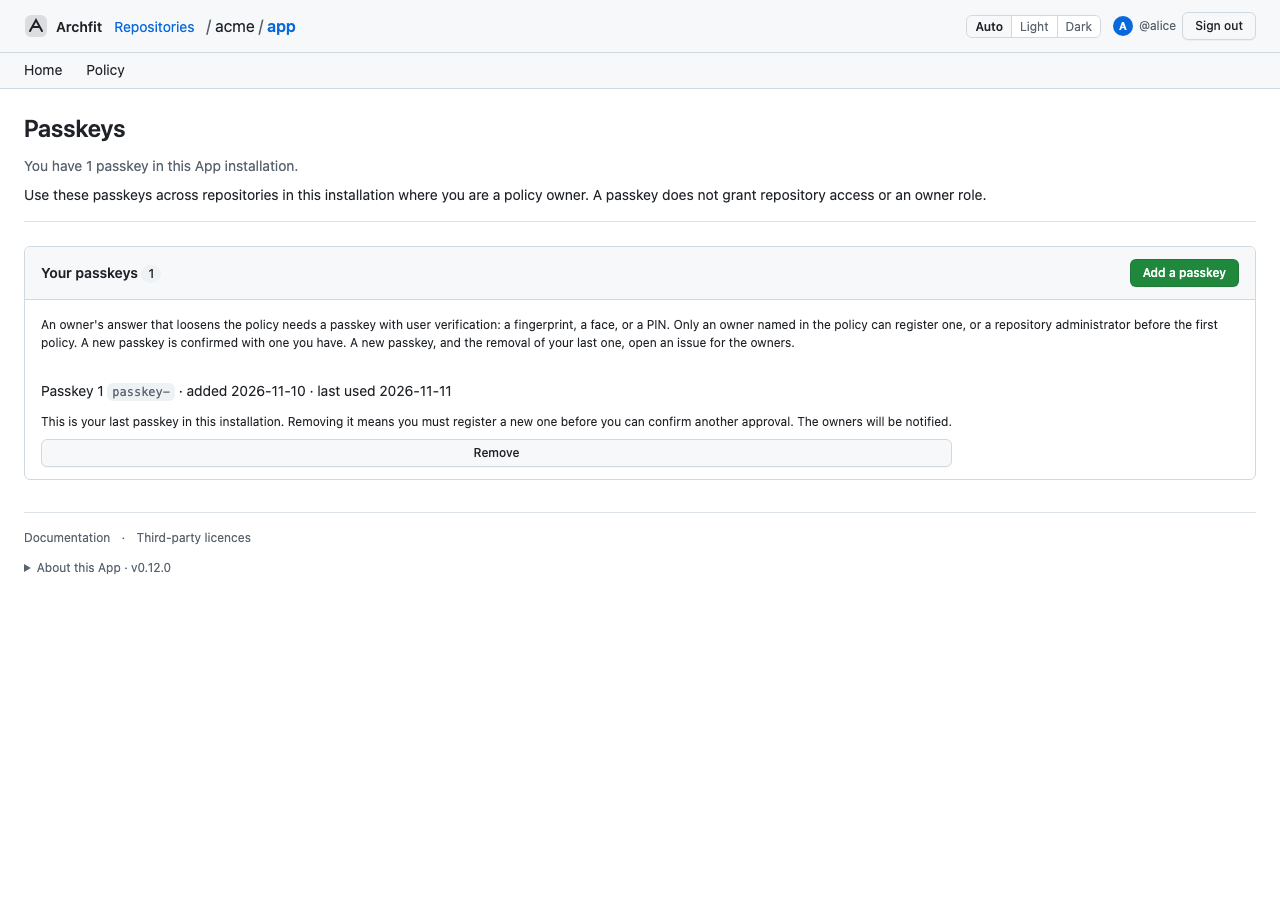 Archfit Repositories / acme / app Auto Light Dark A @alice Sign out
Home Policy
Passkeys
You have 1 passkey in this App installation.
Use these passkeys across repositories in this installation where you are a policy owner. A passkey does not grant repository access or an owner role.
Your passkeys 1 Add a passkey
An owner's answer that loosens the policy needs a passkey with user verification: a fingerprint, a face, or a PIN. Only an owner named in the policy can register one, or a repository administrator before the first
policy. A new passkey is confirmed with one you have. A new passkey, and the removal of your last one, open an issue for the owners.
Passkey 1 passkey- · added 2026-11-10 · last used 2026-11-11
This is your last passkey in this installation. Removing it means you must register a new one before you can confirm another approval. The owners will be notified.
Remove
Documentation · Third-party licences
About this App · v0.12.0